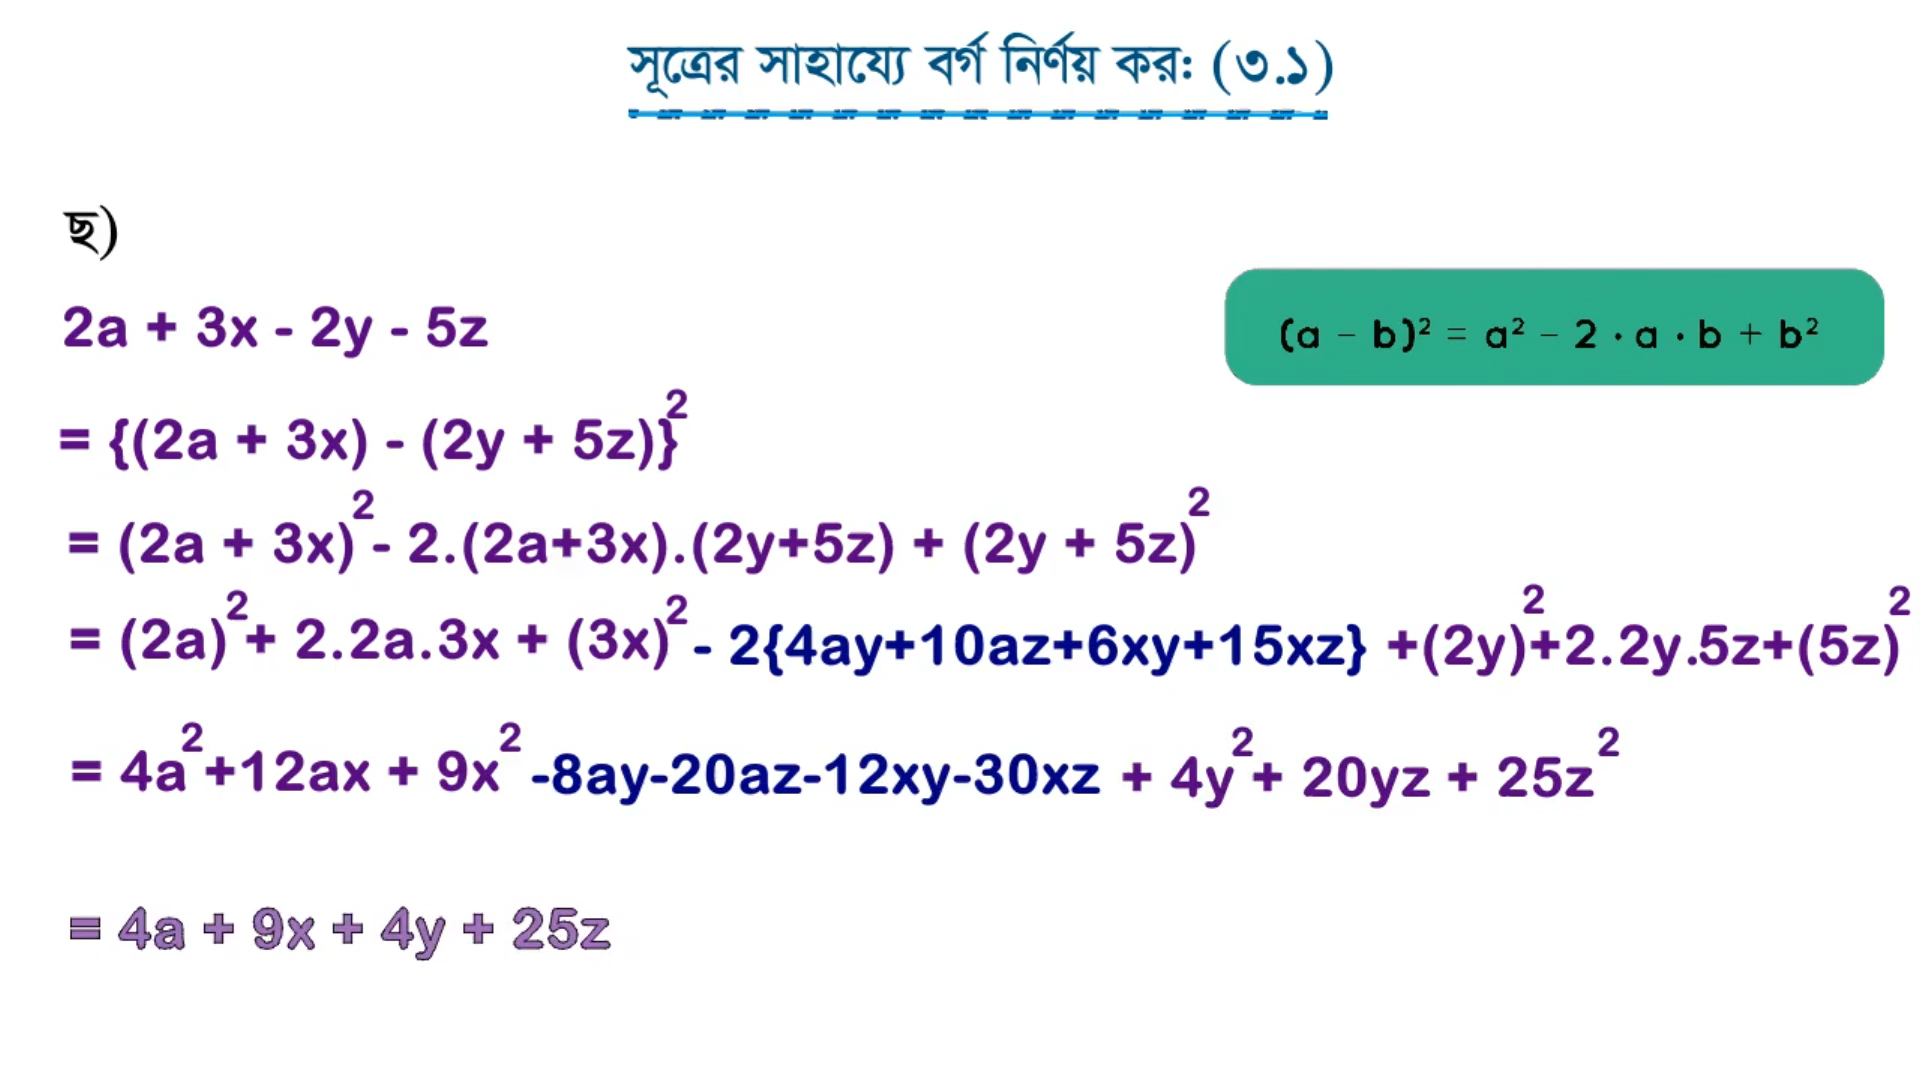 সূত্রের সাহায্যে বর্গ নির্ণয় করঃ (৩.১)
ছ)
2a + 3x - 2y - 5z
(a − b)² = a² − 2 · a · b + b²
= {(2a + 3x) - (2y + 5z)}²
= (2a + 3x)² - 2.(2a+3x).(2y+5z) + (2y + 5z)²
= (2a)² + 2.2a.3x + (3x)² - 2{4ay+10az+6xy+15xz} +(2y)²+2.2y.5z+(5z)²
= 4a²+12ax + 9x² -8ay-20az-12xy-30xz + 4y² + 20yz + 25z²
= 4a + 9x + 4y + 25z